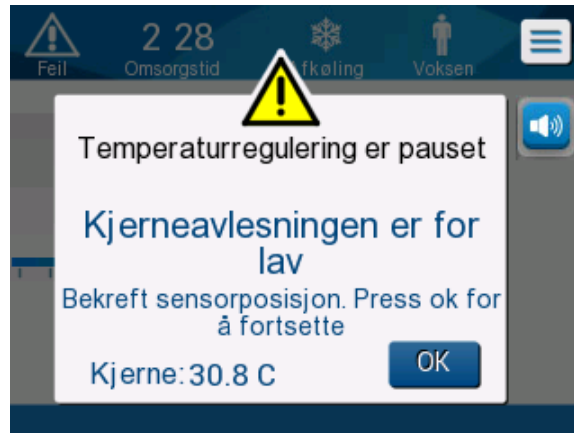 2 28
Feil Omsorgstid fkøling Voksen
Temperaturregulering er pauset
Kjerneavlesningen er for
lav
Bekreft sensorposisjon. Press ok for
å fortsette
Kjerne: 30.8 C
OK